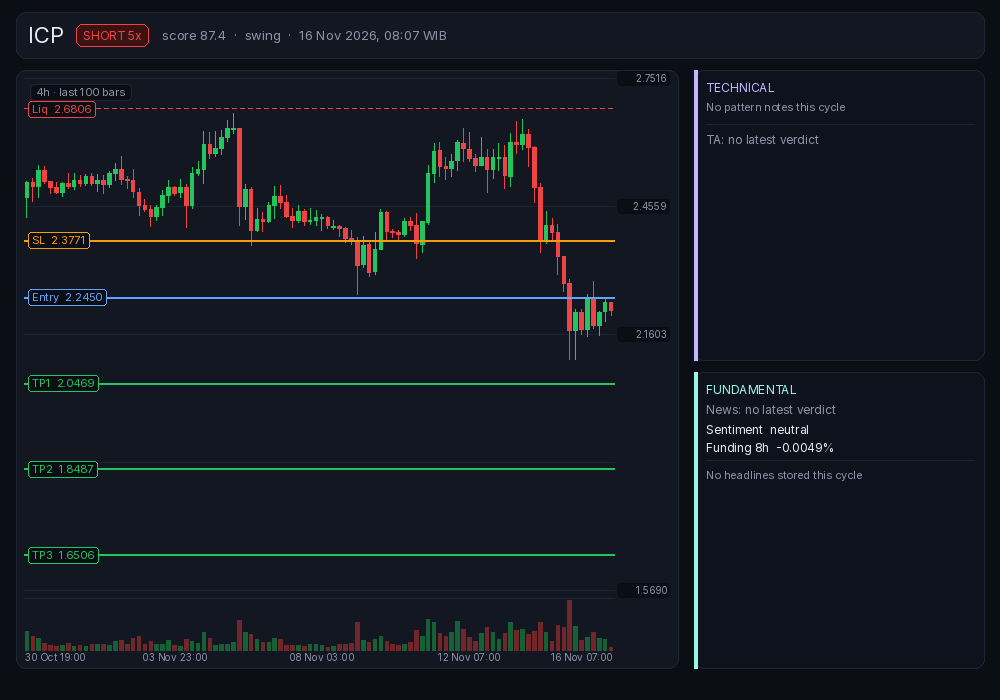 ICP SHORT 5x score 87.4 · swing · 16 Nov 2026, 08:07 WIB
4h · last 100 bars
2.7516
Liq 2.6806
2.4559
SL 2.3771
Entry 2.2450
2.1603
TP1 2.0469
TP2 1.8487
TP3 1.6506
1.5690
30 Oct 19:00 03 Nov 23:00 08 Nov 03:00 12 Nov 07:00 16 Nov 07:00
TECHNICAL
No pattern notes this cycle
TA: no latest verdict
FUNDAMENTAL
News: no latest verdict
Sentiment neutral
Funding 8h -0.0049%
No headlines stored this cycle